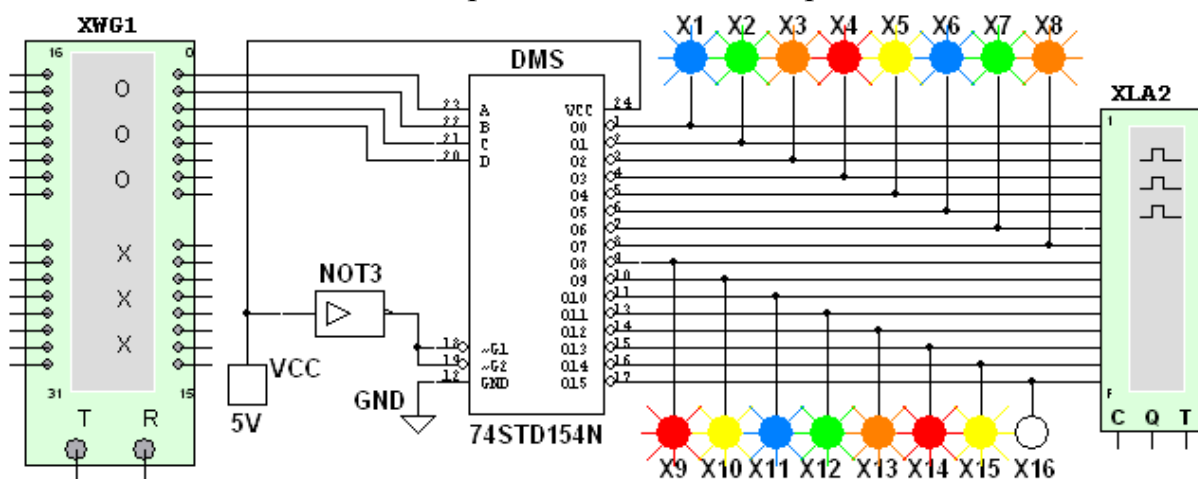 XWG1
16 0
O
O
O
X
X
X
31 15
T R
VCC
5V
NOT3
GND
DMS
23 A VCC 24
22 B O0 1
21 C O1 2
20 D O2 3
O3 4
O4 5
O5 6
O6 7
O7 8
O8 9
O9 10
O10 11
O11 13
O12 14
18 ~G1 O13 15
19 ~G2 O14 16
12 GND O15 17
74STD154N
X1 X2 X3 X4 X5 X6 X7 X8
X9 X10 X11 X12 X13 X14 X15 X16
XLA2
1
F
C Q T